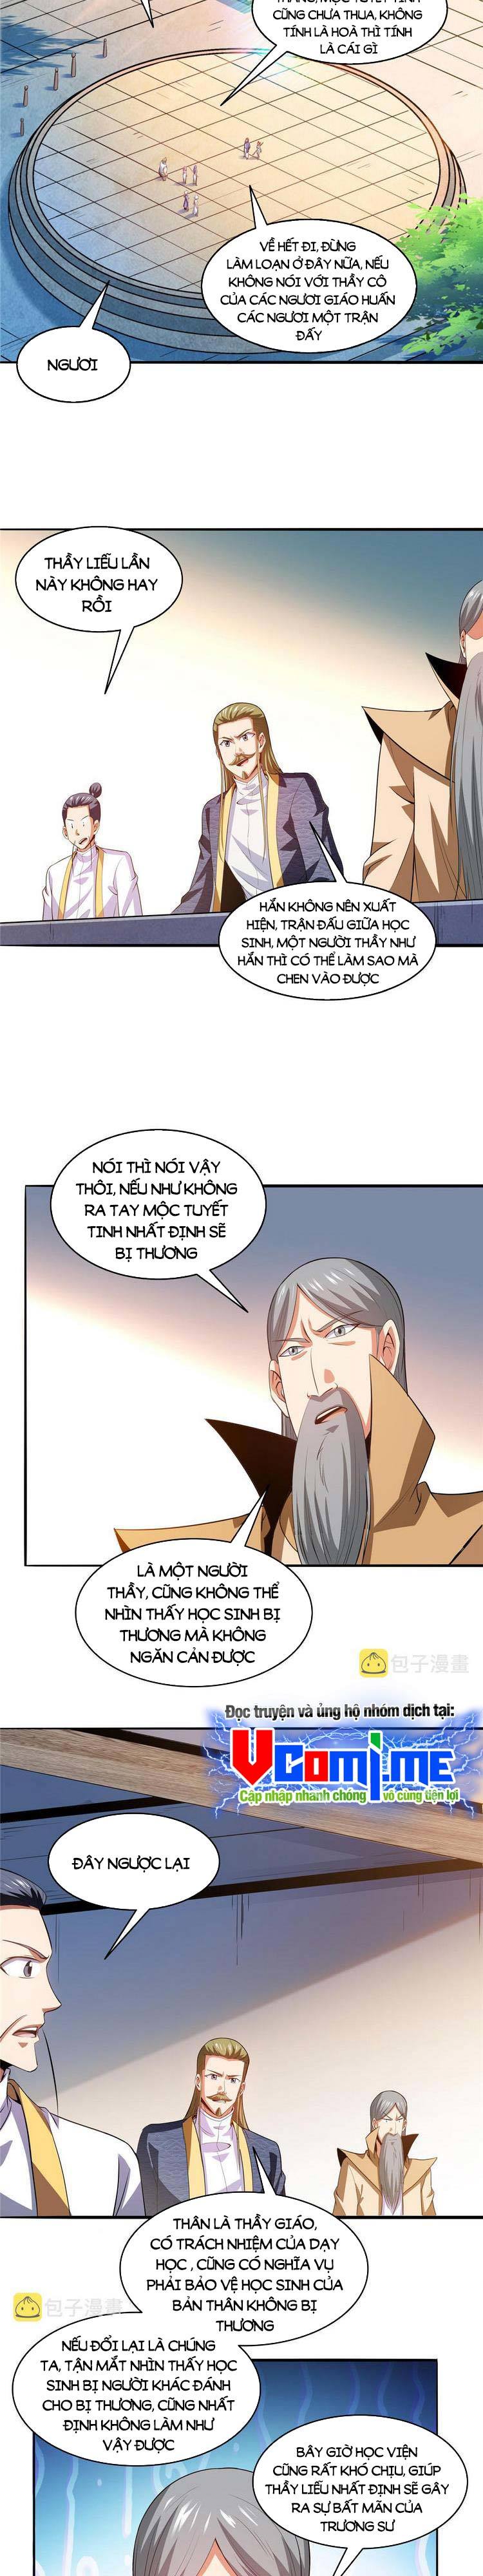 THẮNG, MỘC TUYẾT TINH
CŨNG CHƯA THUA, KHÔNG
TÍNH LÀ HOÀ THÌ TÍNH
LÀ CÁI GÌ
VỀ HẾT ĐI, ĐỪNG
LÀM LOẠN Ở ĐÂY NỮA, NẾU
KHÔNG NÓI VỚI THẦY CÔ
CỦA CÁC NGƯƠI GIÁO HUẤN
CÁC NGƯƠI MỘT TRẬN
ĐẤY
NGƯƠI
THẦY LIỄU LẦN
NÀY KHÔNG HAY
RỒI
HẮN KHÔNG NÊN XUẤT
HIỆN, TRẬN ĐẤU GIỮA HỌC
SINH, MỘT NGƯỜI THẦY NHƯ
HẮN THÌ CÓ THỂ LÀM SAO MÀ
CHEN VÀO ĐƯỢC
NÓI THÌ NÓI VẬY
THÔI, NẾU NHƯ KHÔNG
RA TAY MỘC TUYẾT
TINH NHẤT ĐỊNH SẼ
BỊ THƯƠNG
LÀ MỘT NGƯỜI
THẦY, CŨNG KHÔNG THỂ
NHÌN THẤY HỌC SINH BỊ
THƯƠNG MÀ KHÔNG
NGĂN CẢN ĐƯỢC
包子漫畫
Đọc truyện và ủng hộ nhóm dịch tại:
VComi.me
Cập nhập nhanh chóng vô cùng tiện lợi
ĐÂY NGƯỢC LẠI
THÂN LÀ THẦY GIÁO,
CÓ TRÁCH NHIỆM CỦA DẠY
HỌC , CŨNG CÓ NGHĨA VỤ
PHẢI BẢO VỆ HỌC SINH CỦA
BẢN THÂN KHÔNG BỊ
THƯƠNG
包子漫畫
NẾU ĐỔI LẠI LÀ CHÚNG
TA, TẬN MẮT NHÌN THẤY HỌC
SINH BỊ NGƯỜI KHÁC ĐÁNH
CHO BỊ THƯƠNG, CŨNG NHẤT
ĐỊNH KHÔNG LÀM NHƯ
VẬY ĐƯỢC
BÂY GIỜ HỌC VIỆN
CŨNG RẤT KHÓ CHỊU, GIÚP
THẦY LIỄU NHẤT ĐỊNH SẼ GÂY
RA SỰ BẤT MÃN CỦA
TRƯƠNG SƯ